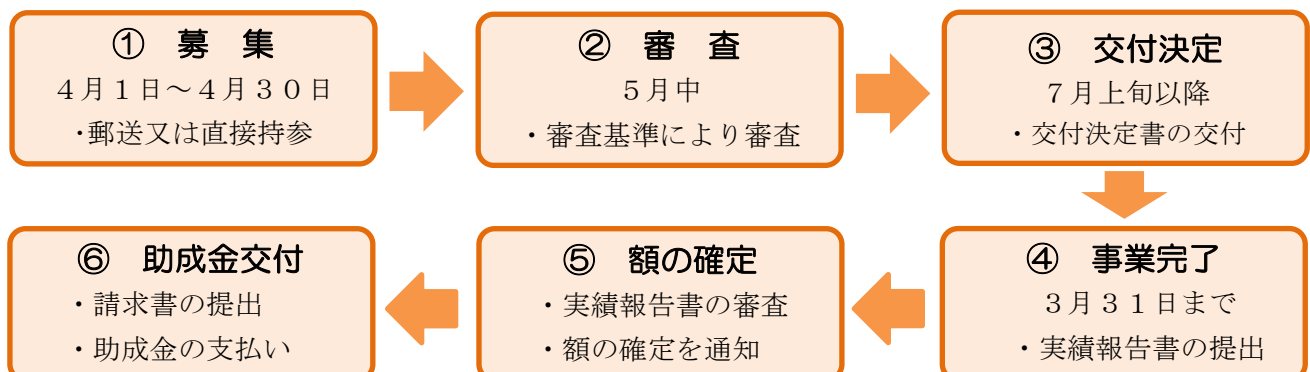 ① 募 集
４月１日～４月３０日
・郵送又は直接持参
② 審 査
５月中
・審査基準により審査
③ 交付決定
７月上旬以降
・交付決定書の交付
④ 事業完了
３月３１日まで
・実績報告書の提出
⑤ 額の確定
・実績報告書の審査
・額の確定を通知
⑥ 助成金交付
・請求書の提出
・助成金の支払い